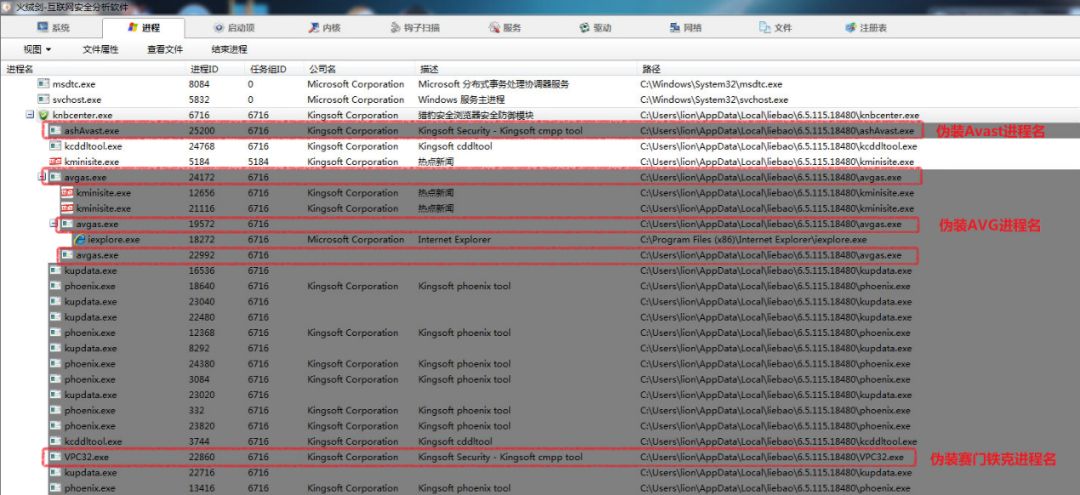 火绒剑-互联网安全分析软件
系统 进程 启动项 内核 钩子扫描 服务 驱动 网络 文件 注册表
视图 文件属性 查看文件 结束进程
进程名 进程ID 任务组ID 公司名 描述 路径
msdtc.exe 8084 0 Microsoft Corporation Microsoft 分布式事务处理协调器服务 C:\Windows\System32\msdtc.exe
svchost.exe 5832 0 Microsoft Corporation Windows 服务主进程 C:\Windows\System32\svchost.exe
knbcenter.exe 6716 6716 Kingsoft Corporation 猎豹安全浏览器安全防御模块 C:\Users\lion\AppData\Local\liebao\6.5.115.18480\knbcenter.exe
ashAvast.exe 25200 6716 Kingsoft Corporation Kingsoft Security - Kingsoft cmpp tool C:\Users\lion\AppData\Local\liebao\6.5.115.18480\ashAvast.exe 伪装Avast进程名
kcddltool.exe 24768 6716 Kingsoft Corporation Kingsoft cddltool C:\Users\lion\AppData\Local\liebao\6.5.115.18480\kcddltool.exe
kminisite.exe 5184 5184 Kingsoft Corporation 热点新闻 C:\Users\lion\AppData\Local\liebao\6.5.115.18480\kminisite.exe
avgas.exe 24172 6716 C:\Users\lion\AppData\Local\liebao\6.5.115.18480\avgas.exe
kminisite.exe 12656 6716 Kingsoft Corporation 热点新闻 C:\Users\lion\AppData\Local\liebao\6.5.115.18480\kminisite.exe
kminisite.exe 21116 6716 Kingsoft Corporation 热点新闻 C:\Users\lion\AppData\Local\liebao\6.5.115.18480\kminisite.exe
avgas.exe 19572 6716 C:\Users\lion\AppData\Local\liebao\6.5.115.18480\avgas.exe 伪装AVG进程名
iexplore.exe 18272 6716 Microsoft Corporation Internet Explorer C:\Program Files (x86)\Internet Explorer\iexplore.exe
avgas.exe 22992 6716 C:\Users\lion\AppData\Local\liebao\6.5.115.18480\avgas.exe
kupdata.exe 16536 6716 C:\Users\lion\AppData\Local\liebao\6.5.115.18480\kupdata.exe
phoenix.exe 18640 6716 Kingsoft Corporation Kingsoft phoenix tool C:\Users\lion\AppData\Local\liebao\6.5.115.18480\phoenix.exe
kupdata.exe 23040 6716 C:\Users\lion\AppData\Local\liebao\6.5.115.18480\kupdata.exe
kupdata.exe 22480 6716 C:\Users\lion\AppData\Local\liebao\6.5.115.18480\kupdata.exe
phoenix.exe 12368 6716 Kingsoft Corporation Kingsoft phoenix tool C:\Users\lion\AppData\Local\liebao\6.5.115.18480\phoenix.exe
kupdata.exe 8292 6716 C:\Users\lion\AppData\Local\liebao\6.5.115.18480\kupdata.exe
phoenix.exe 24380 6716 Kingsoft Corporation Kingsoft phoenix tool C:\Users\lion\AppData\Local\liebao\6.5.115.18480\phoenix.exe
phoenix.exe 3084 6716 Kingsoft Corporation Kingsoft phoenix tool C:\Users\lion\AppData\Local\liebao\6.5.115.18480\phoenix.exe
kupdata.exe 23020 6716 C:\Users\lion\AppData\Local\liebao\6.5.115.18480\kupdata.exe
phoenix.exe 332 6716 Kingsoft Corporation Kingsoft phoenix tool C:\Users\lion\AppData\Local\liebao\6.5.115.18480\phoenix.exe
phoenix.exe 23820 6716 Kingsoft Corporation Kingsoft phoenix tool C:\Users\lion\AppData\Local\liebao\6.5.115.18480\phoenix.exe
kcddltool.exe 3744 6716 Kingsoft Corporation Kingsoft cddltool C:\Users\lion\AppData\Local\liebao\6.5.115.18480\kcddltool.exe
VPC32.exe 22860 6716 Kingsoft Corporation Kingsoft Security - Kingsoft cmpp tool C:\Users\lion\AppData\Local\liebao\6.5.115.18480\VPC32.exe 伪装赛门铁克进程名
kupdata.exe 22716 6716 C:\Users\lion\AppData\Local\liebao\6.5.115.18480\kupdata.exe
phoenix.exe 13416 6716 Kingsoft Corporation Kingsoft phoenix tool C:\Users\lion\AppData\Local\liebao\6.5.115.18480\phoenix.exe